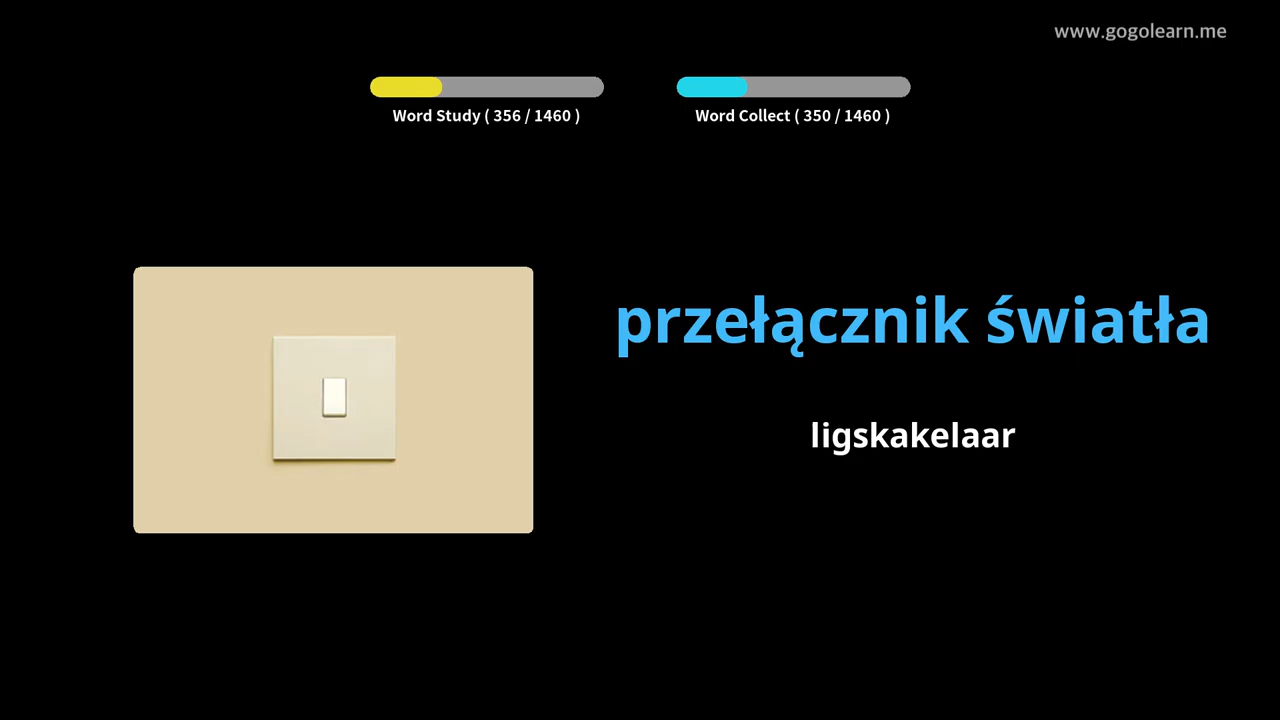 www.gogolearn.me
Word Study ( 356 / 1460 )
Word Collect ( 350 / 1460 )
przełącznik światła
ligskakelaar